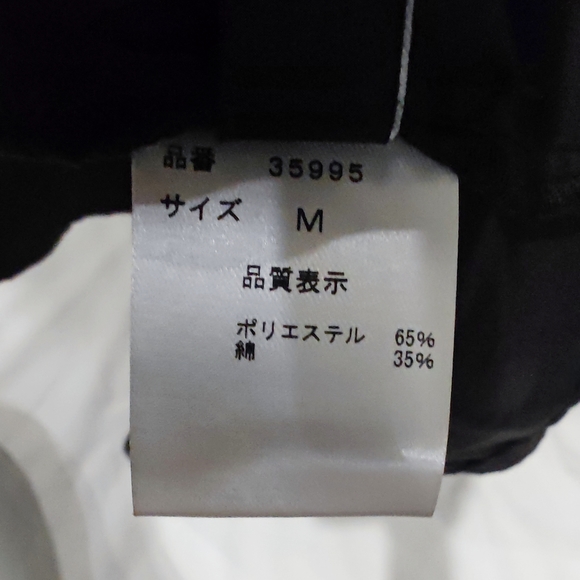 品番 35995
サイズ M
品質表示
ポリエステル 65%
綿 35%